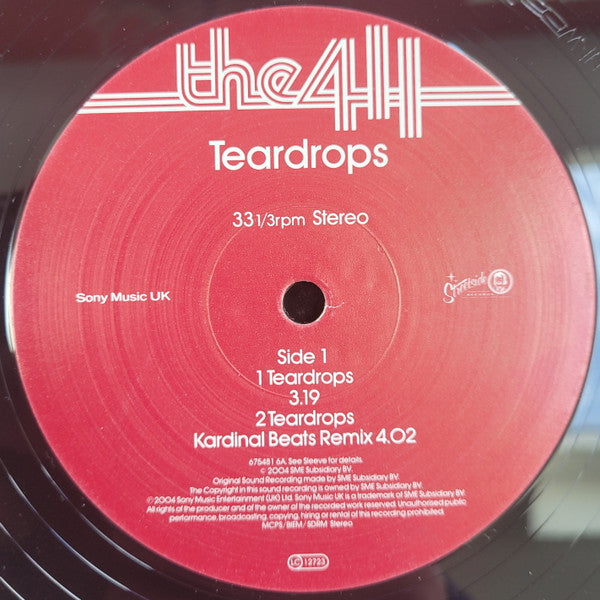 the 411
Teardrops
33 1/3rpm Stereo
Sony Music UK
Streetside
RECORDS
Side 1
1 Teardrops
3.19
2 Teardrops
Kardinal Beats Remix 4.02
675481 6A. See Sleeve for details.
© 2004 SME Subsidiary BV.
Original Sound Recording made by SME Subsidiary BV.
The Copyright in this sound recording is owned by SME Subsidiary BV.
℗ 2004 Sony Music Entertainment (UK) Ltd. Sony Music UK is a trademark of SME Subsidiary BV.
All rights of the producer and of the owner of the recorded work reserved. Unauthorised public
performance, broadcasting, copying, hiring or rental of this recording prohibited.
MCPS/BIEM/SDRM Stereo
LC 12723